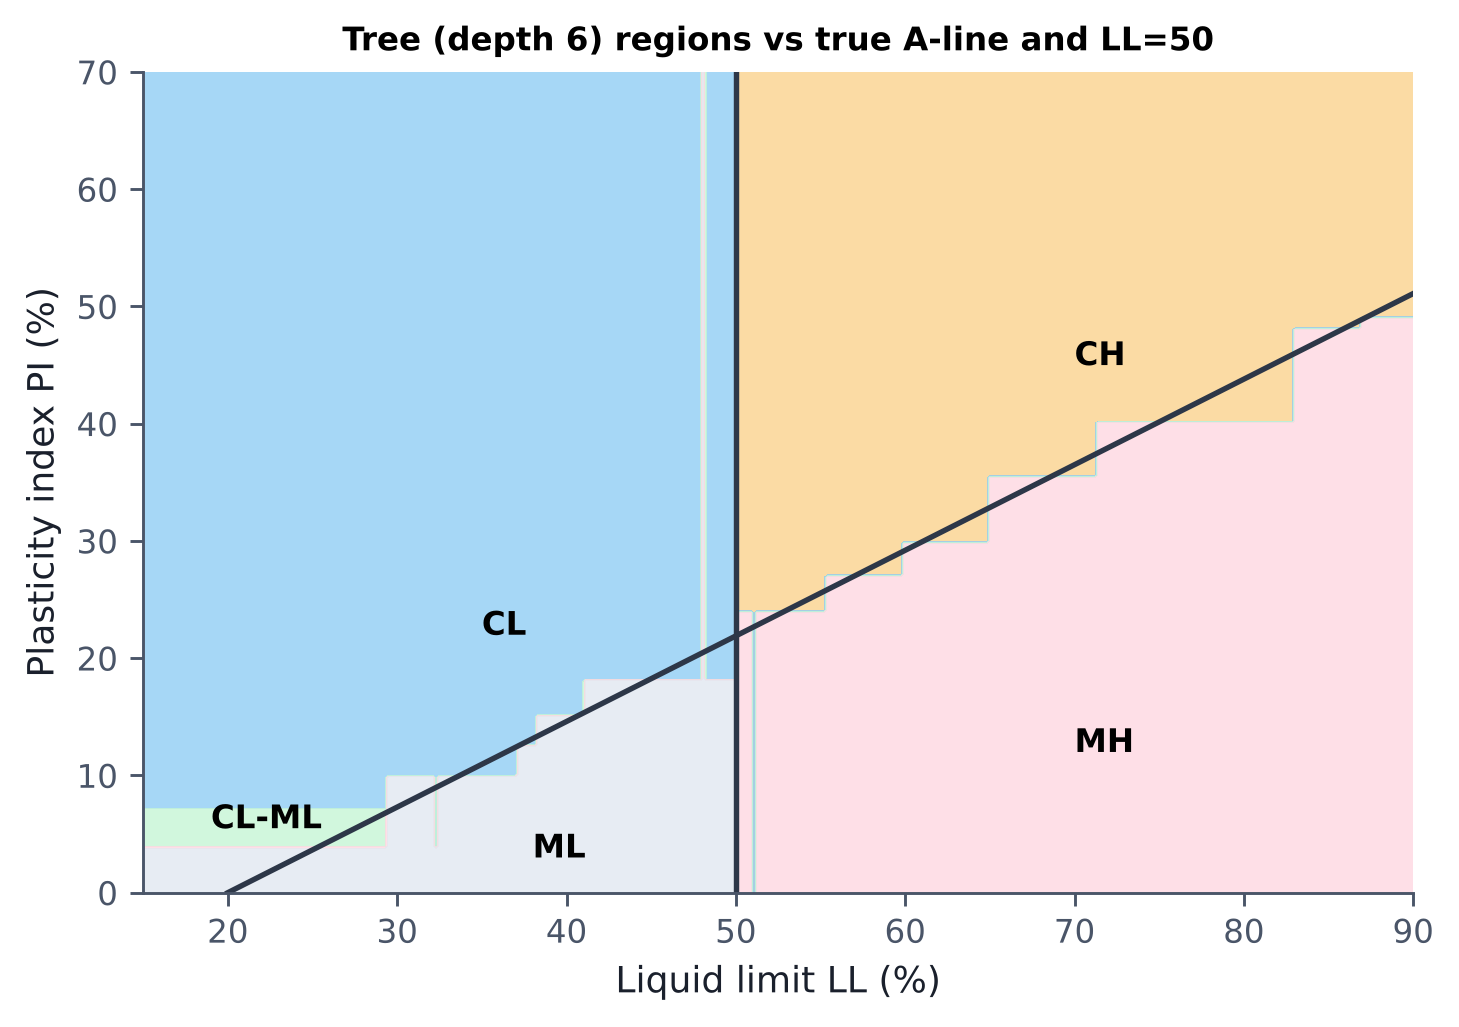 Tree (depth 6) regions vs true A-line and LL=50
Plasticity index PI (%)
70
60
50
40
30
20
10
0
CH
CL
MH
CL-ML
ML
20
30
40
50
60
70
80
90
Liquid limit LL (%)